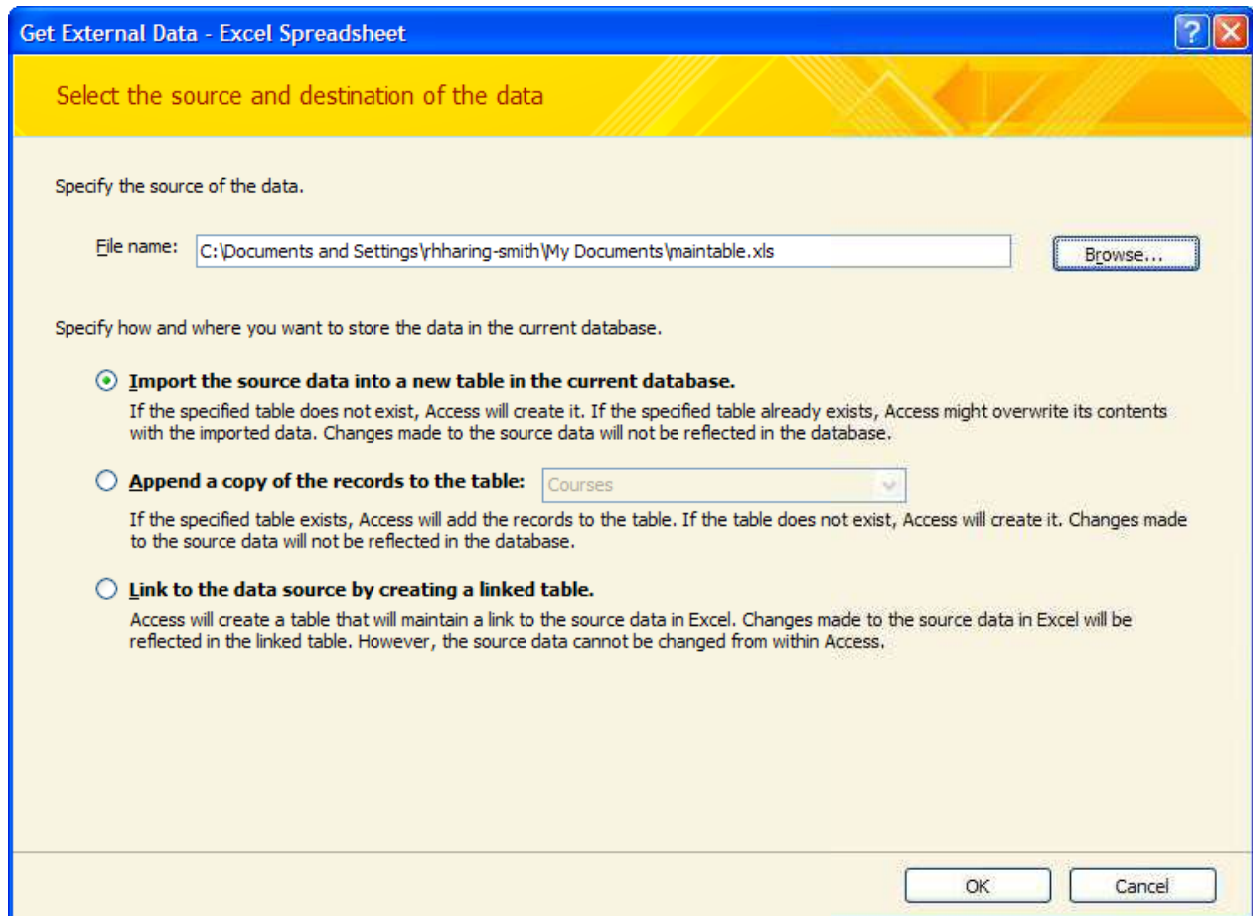 Get External Data - Excel Spreadsheet
Select the source and destination of the data
Specify the source of the data.
File name: C:\Documents and Settings\rhharing-smith\My Documents\maintable.xls Browse...
Specify how and where you want to store the data in the current database.
Import the source data into a new table in the current database.
If the specified table does not exist, Access will create it. If the specified table already exists, Access might overwrite its contents
with the imported data. Changes made to the source data will not be reflected in the database.
Append a copy of the records to the table: Courses
If the specified table exists, Access will add the records to the table. If the table does not exist, Access will create it. Changes made
to the source data will not be reflected in the database.
Link to the data source by creating a linked table.
Access will create a table that will maintain a link to the source data in Excel. Changes made to the source data in Excel will be
reflected in the linked table. However, the source data cannot be changed from within Access.
OK Cancel